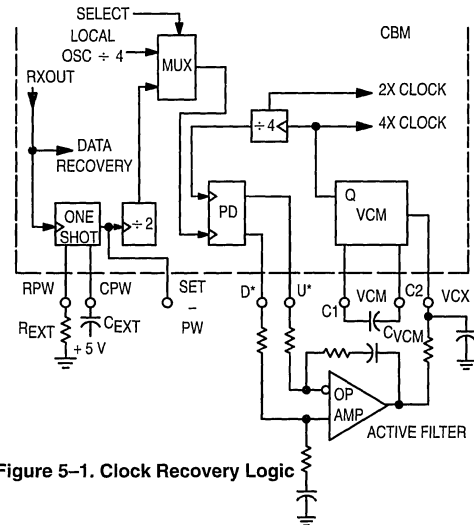 SELECT
LOCAL
OSC ÷ 4
MUX
CBM
RXOUT
2X CLOCK
4X CLOCK
÷ 4
DATA
RECOVERY
ONE
SHOT
÷ 2
PD
Q
VCM
RPW
CPW
SET
–
PW
D*
U*
C1
VCM
C2
VCX
REXT
CEXT
+ 5 V
CVCM
OP
AMP
ACTIVE FILTER
Figure 5–1. Clock Recovery Logic